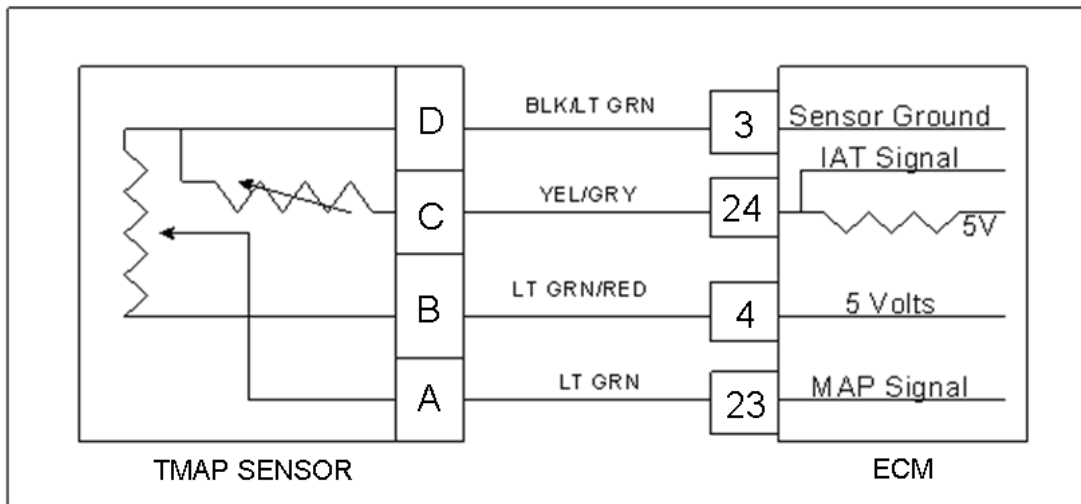 D
BLK/LT GRN
3
Sensor Ground
IAT Signal
C
YEL/GRY
24
5V
B
LT GRN/RED
4
5 Volts
A
LT GRN
23
MAP Signal
TMAP SENSOR
ECM